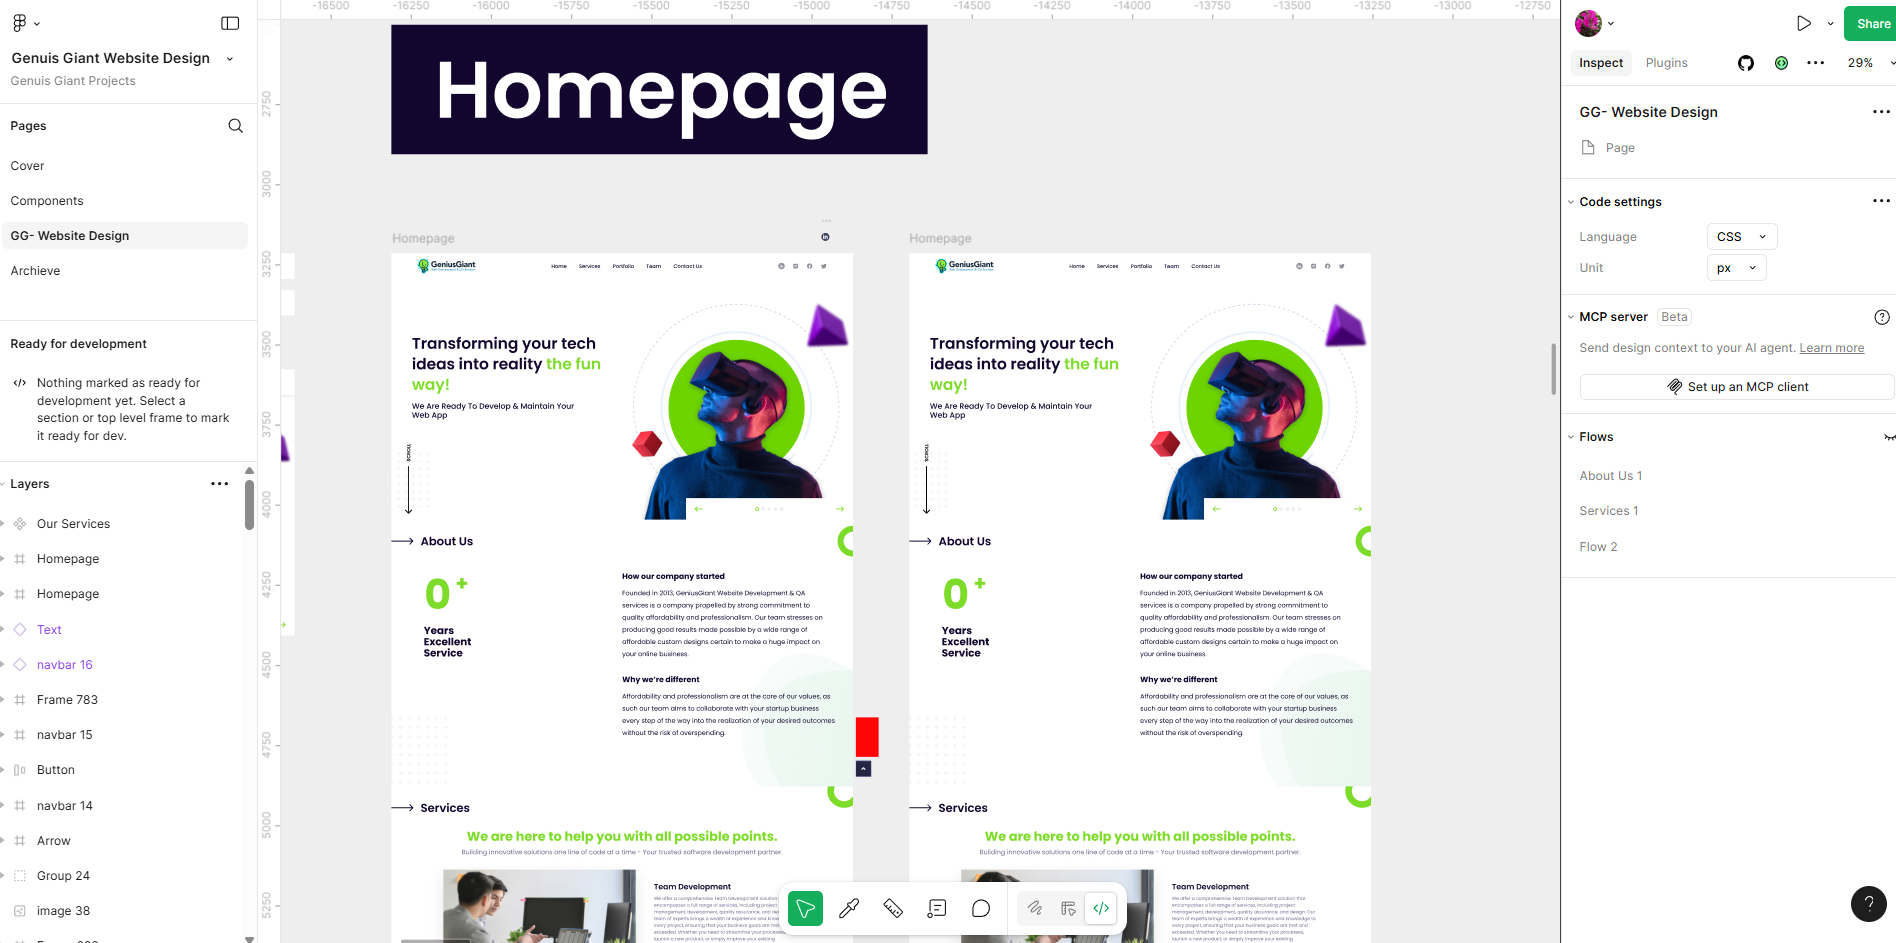 Genuis Giant Website Design
Genuis Giant Projects
Pages
Cover
Components
GG- Website Design
Archieve
Ready for development
Nothing marked as ready for
development yet. Select a
section or top level frame to mark
it ready for dev.
Layers
Our Services
Homepage
Homepage
Text
navbar 16
Frame 783
navbar 15
Button
navbar 14
Arrow
Group 24
image 38
-16500
-16000
-15750
-15500
-15250
-15000
-14750
-14500
-14250
-14000
-13750
-13500
-13250
-13000
-12750
2750
3000
3250
3500
3750
4000
4250
4500
4750
5000
5250
Homepage
Homepage
GeniusGiant
Home
Services
Portfolio
Team
Contact Us
Transforming your tech
ideas into reality the fun
way!
We Are Ready To Develop & Maintain Your
Web App
About Us
0+
Years
Excellent
Service
How our company started
Founded in 2013, GeniusGiant Website Development & QA
services is a company propelled by strong commitment to
quality affordability and professionalism. Our team stresses on
producing good results made possible by a wide range of
affordable custom designs certain to make a huge impact on
your online business.
Why we're different
Affordability and professionalism are at the core of our values, as
such our team aims to collaborate with your startup business
every step of the way into the realization of your desired outcomes
without the risk of overspending.
Services
We are here to help you with all possible points.
Building innovative solutions one line of code at a time - Your trusted software development partner.
Team Development
Homepage
GeniusGiant
Home
Services
Portfolio
Team
Contact Us
Transforming your tech
ideas into reality the fun
way!
We Are Ready To Develop & Maintain Your
Web App
About Us
0+
Years
Excellent
Service
How our company started
Founded in 2013, GeniusGiant Website Development & QA
services is a company propelled by strong commitment to
quality affordability and professionalism. Our team stresses on
producing good results made possible by a wide range of
affordable custom designs certain to make a huge impact on
your online business.
Why we're different
Affordability and professionalism are at the core of our values, as
such our team aims to collaborate with your startup business
every step of the way into the realization of your desired outcomes
without the risk of overspending.
Services
We are here to help you with all possible points.
Building innovative solutions one line of code at a time - Your trusted software development partner.
Team Development
Share
Inspect
Plugins
29%
GG- Website Design
Page
Code settings
Language
CSS
Unit
px
MCP server
Beta
Send design context to your AI agent. Learn more
Set up an MCP client
Flows
About Us 1
Services 1
Flow 2
?